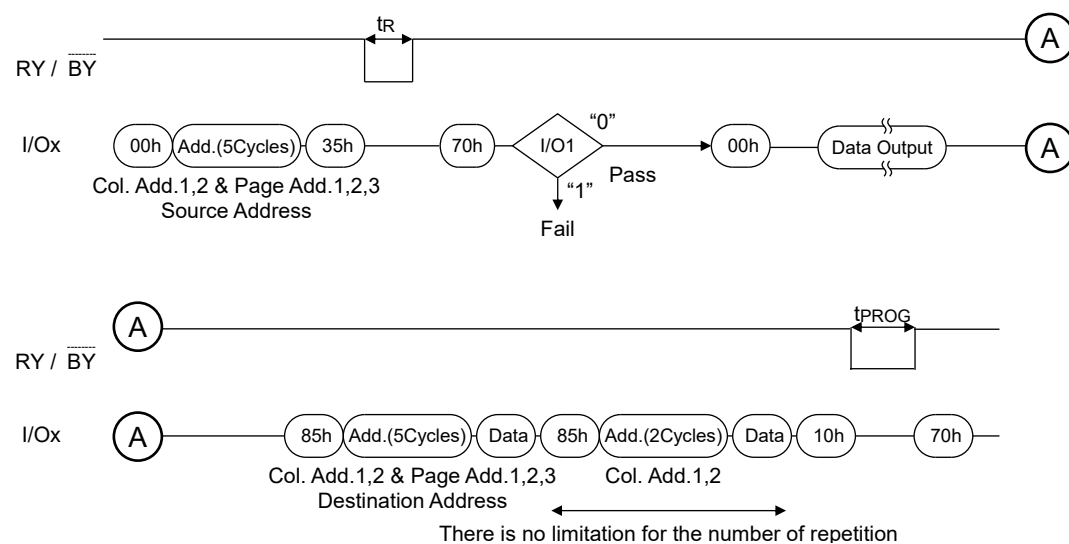 tR
RY / BY
A
I/Ox
00h
Add.(5Cycles)
35h
70h
I/O1
“0”
Pass
“1”
Fail
00h
Data Output
A
Col. Add.1,2 & Page Add.1,2,3
Source Address
A
tPROG
RY / BY
I/Ox
A
85h
Add.(5Cycles)
Data
85h
Add.(2Cycles)
Data
10h
70h
Col. Add.1,2 & Page Add.1,2,3
Destination Address
Col. Add.1,2
There is no limitation for the number of repetition